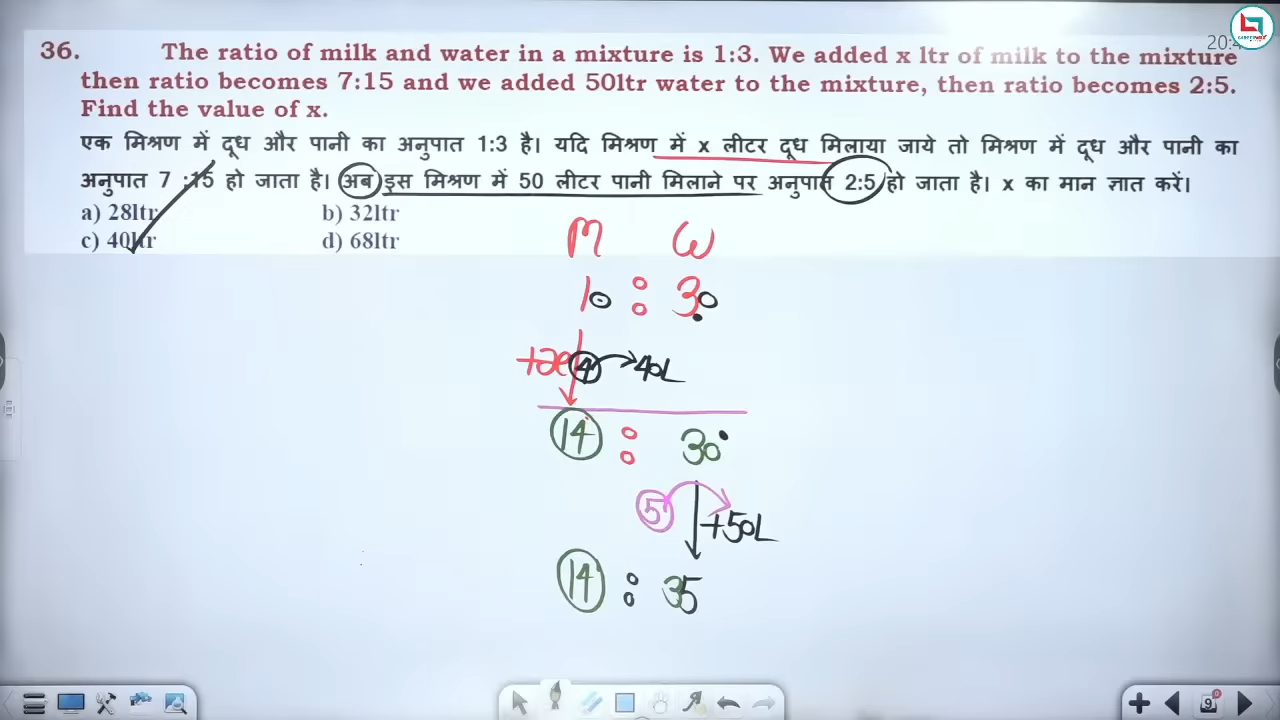 20:4
36. The ratio of milk and water in a mixture is 1:3. We added x ltr of milk to the mixture
then ratio becomes 7:15 and we added 50ltr water to the mixture, then ratio becomes 2:5.
Find the value of x.
एक मिश्रण में दूध और पानी का अनुपात 1:3 है। यदि मिश्रण में x लीटर दूध मिलाया जाये तो मिश्रण में दूध और पानी का
अनुपात 7 :15 हो जाता है। अब इस मिश्रण में 50 लीटर पानी मिलाने पर अनुपात 2:5 हो जाता है। x का मान ज्ञात करें।
a) 28ltr b) 32ltr
c) 40ltr d) 68ltr
M W
10 : 30
+x 4 40L
14 : 30
5 +50L
14 : 35
9